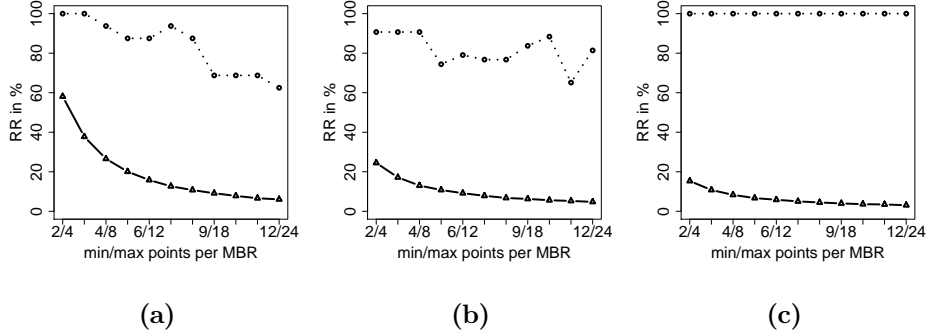 RR in %
0 20 40 60 80 100
2/4 4/8 6/12 9/18 12/24
min/max points per MBR
(a)
RR in %
0 20 40 60 80 100
2/4 4/8 6/12 9/18 12/24
min/max points per MBR
(b)
RR in %
0 20 40 60 80 100
2/4 4/8 6/12 9/18 12/24
min/max points per MBR
(c)